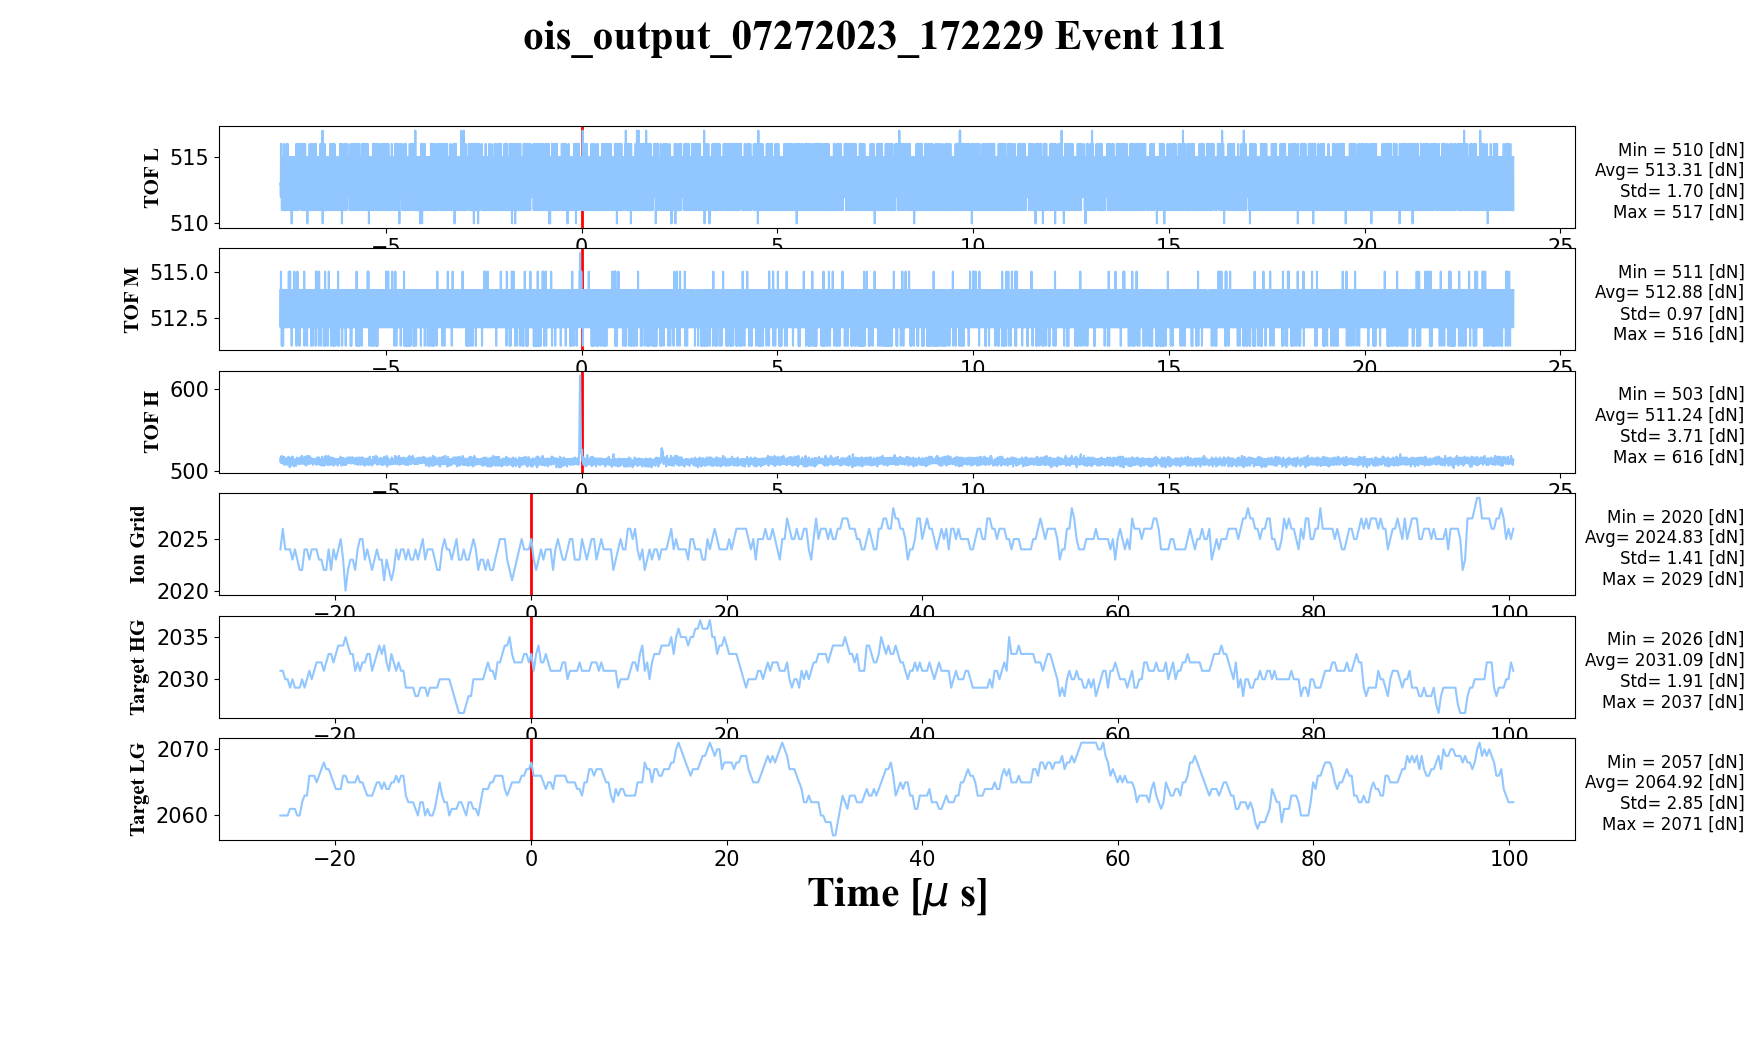 ois_output_07272023_172229 Event 111
TOF L
515
510
Min = 510 [dN]
Avg= 513.31 [dN]
Std= 1.70 [dN]
Max = 517 [dN]
−5 0 5 10 15 20 25
TOF M
515.0
512.5
Min = 511 [dN]
Avg= 512.88 [dN]
Std= 0.97 [dN]
Max = 516 [dN]
−5 0 5 10 15 20 25
TOF H
600
500
Min = 503 [dN]
Avg= 511.24 [dN]
Std= 3.71 [dN]
Max = 616 [dN]
−5 0 5 10 15 20 25
Ion Grid
2025
2020
Min = 2020 [dN]
Avg= 2024.83 [dN]
Std= 1.41 [dN]
Max = 2029 [dN]
−20 0 20 40 60 80 100
Target HG
2035
2030
Min = 2026 [dN]
Avg= 2031.09 [dN]
Std= 1.91 [dN]
Max = 2037 [dN]
−20 0 20 40 60 80 100
Target LG
2070
2060
Min = 2057 [dN]
Avg= 2064.92 [dN]
Std= 2.85 [dN]
Max = 2071 [dN]
−20 0 20 40 60 80 100
Time [μ s]